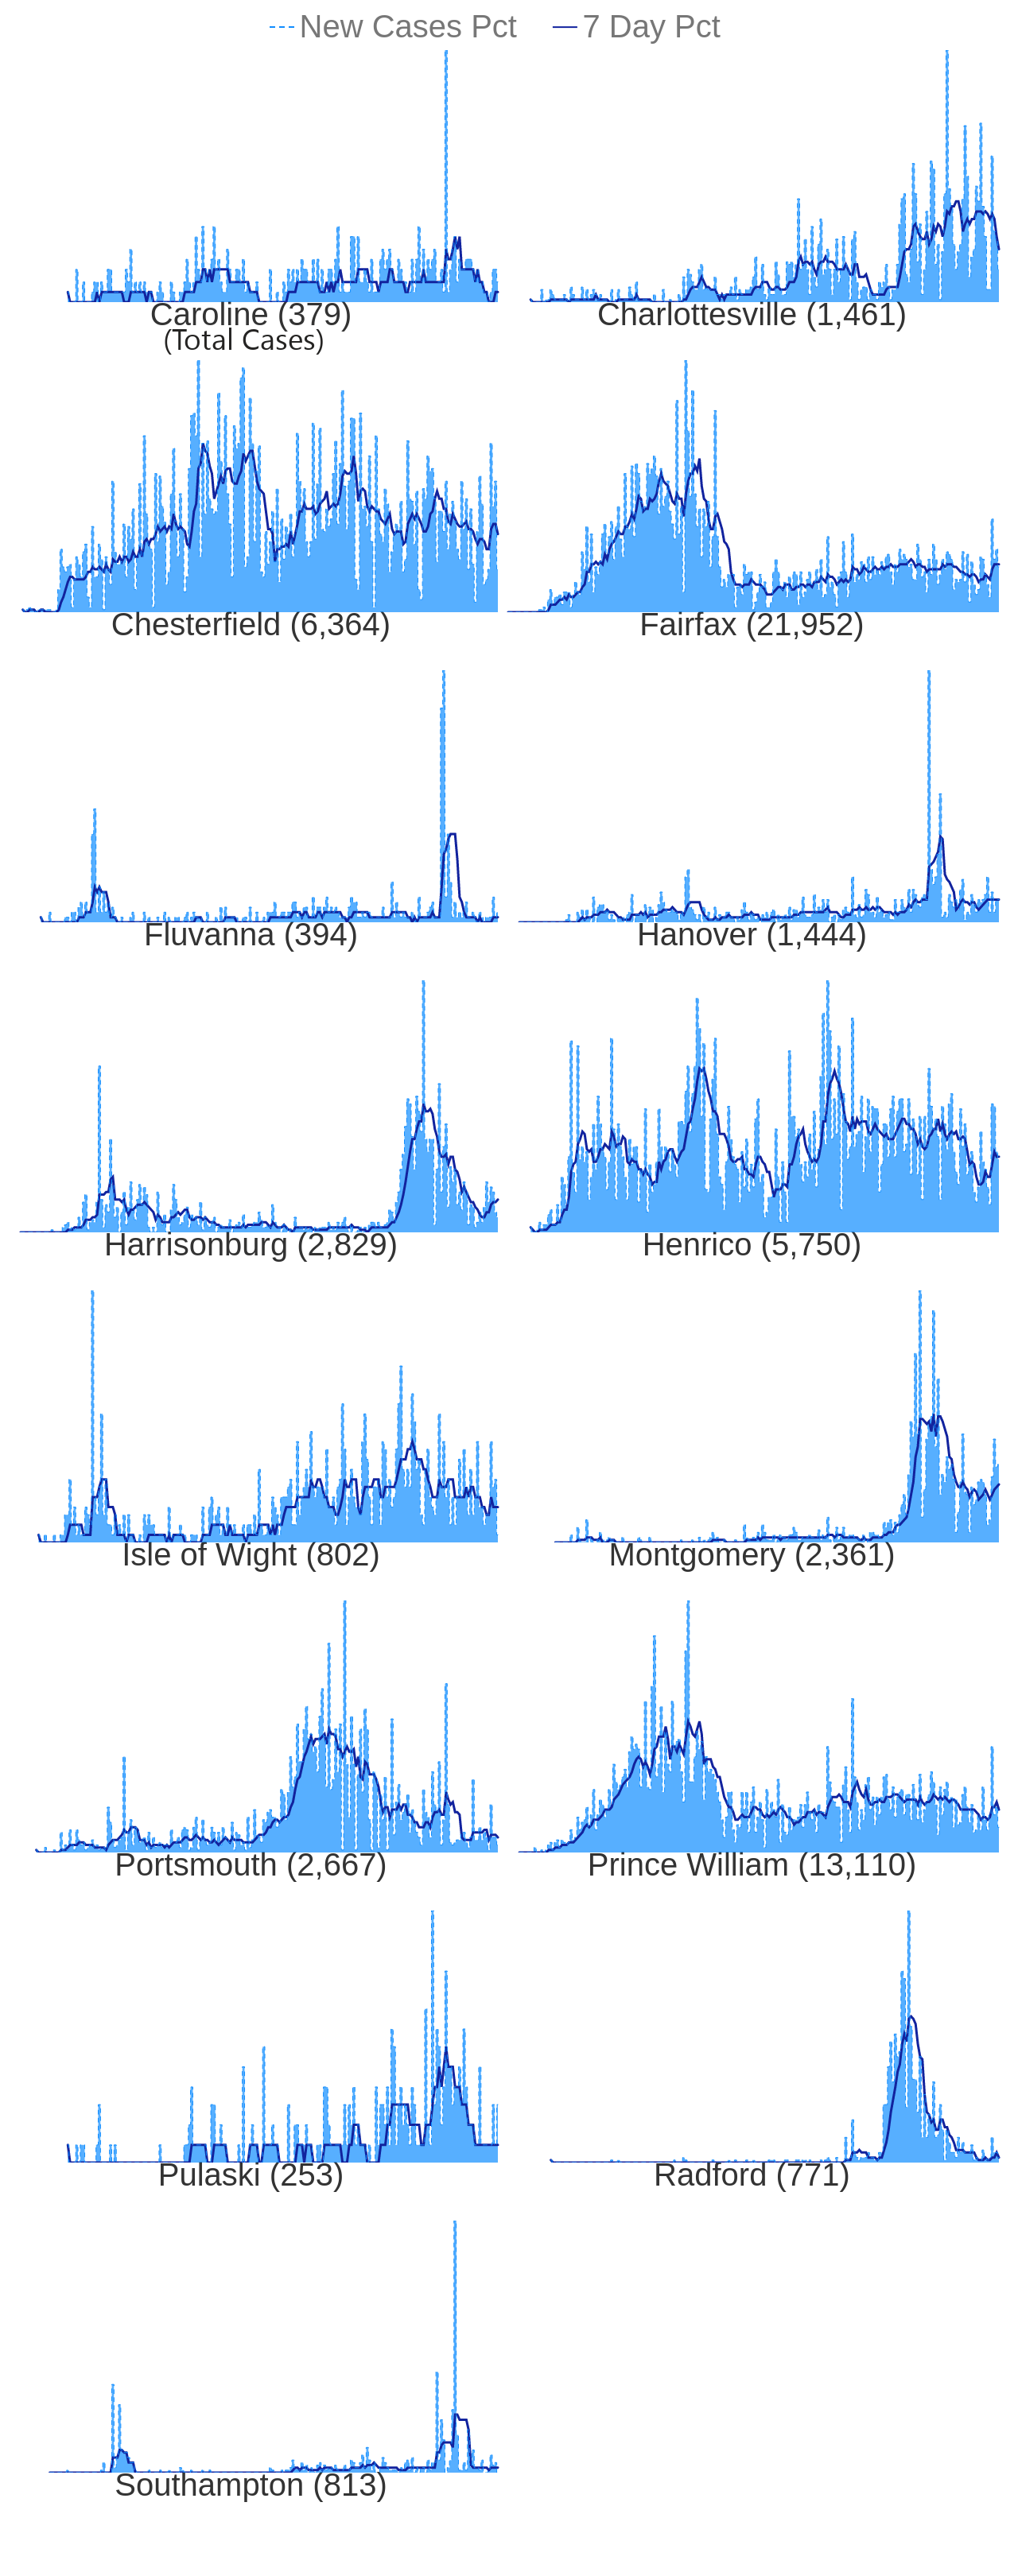 New Cases Pct 7 Day Pct
Caroline (379) Charlottesville (1,461)
(Total Cases)
Chesterfield (6,364) Fairfax (21,952)
Fluvanna (394) Hanover (1,444)
Harrisonburg (2,829) Henrico (5,750)
Isle of Wight (802) Montgomery (2,361)
Portsmouth (2,667) Prince William (13,110)
Pulaski (253) Radford (771)
Southampton (813)